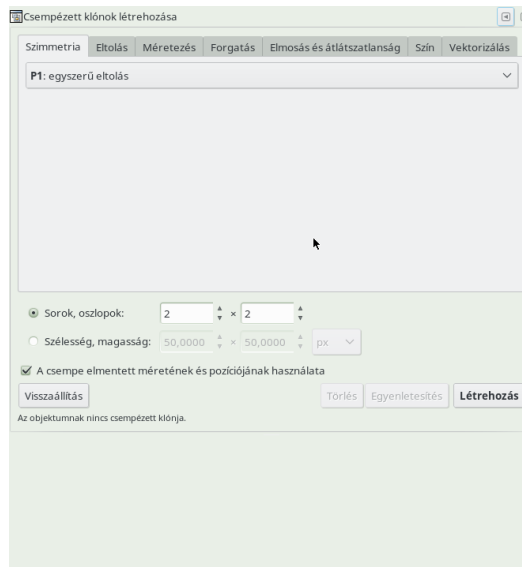 Csempézett klónok létrehozása
Szimmetria Eltolás Méretezés Forgatás Elmosás és átlátszatlanság Szín Vektorizálás
P1: egyszerű eltolás
Sorok, oszlopok: 2 × 2
Szélesség, magasság: 50,0000 × 50,0000 px
A csempe elmentett méretének és pozíciójának használata
Visszaállítás Törlés Egyenletesítés Létrehozás
Az objektumnak nincs csempézett klónja.